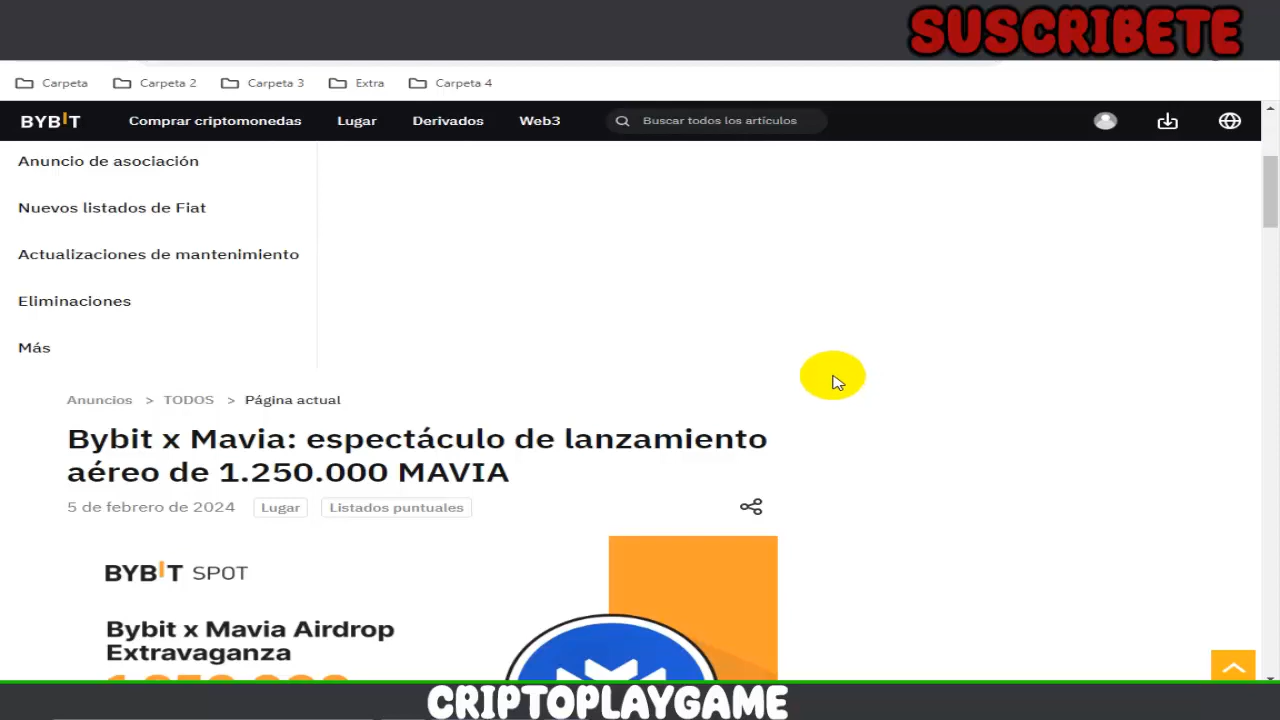 SUSCRIBETE
Carpeta Carpeta 2 Carpeta 3 Extra Carpeta 4
BYBIT Comprar criptomonedas Lugar Derivados Web3 Buscar todos los artículos
Anuncio de asociación
Nuevos listados de Fiat
Actualizaciones de mantenimiento
Eliminaciones
Más
Anuncios > TODOS > Página actual
Bybit x Mavia: espectáculo de lanzamiento
aéreo de 1.250.000 MAVIA
5 de febrero de 2024 Lugar Listados puntuales
BYBIT SPOT
Bybit x Mavia Airdrop
Extravaganza
CRIPTOPLAYGAME